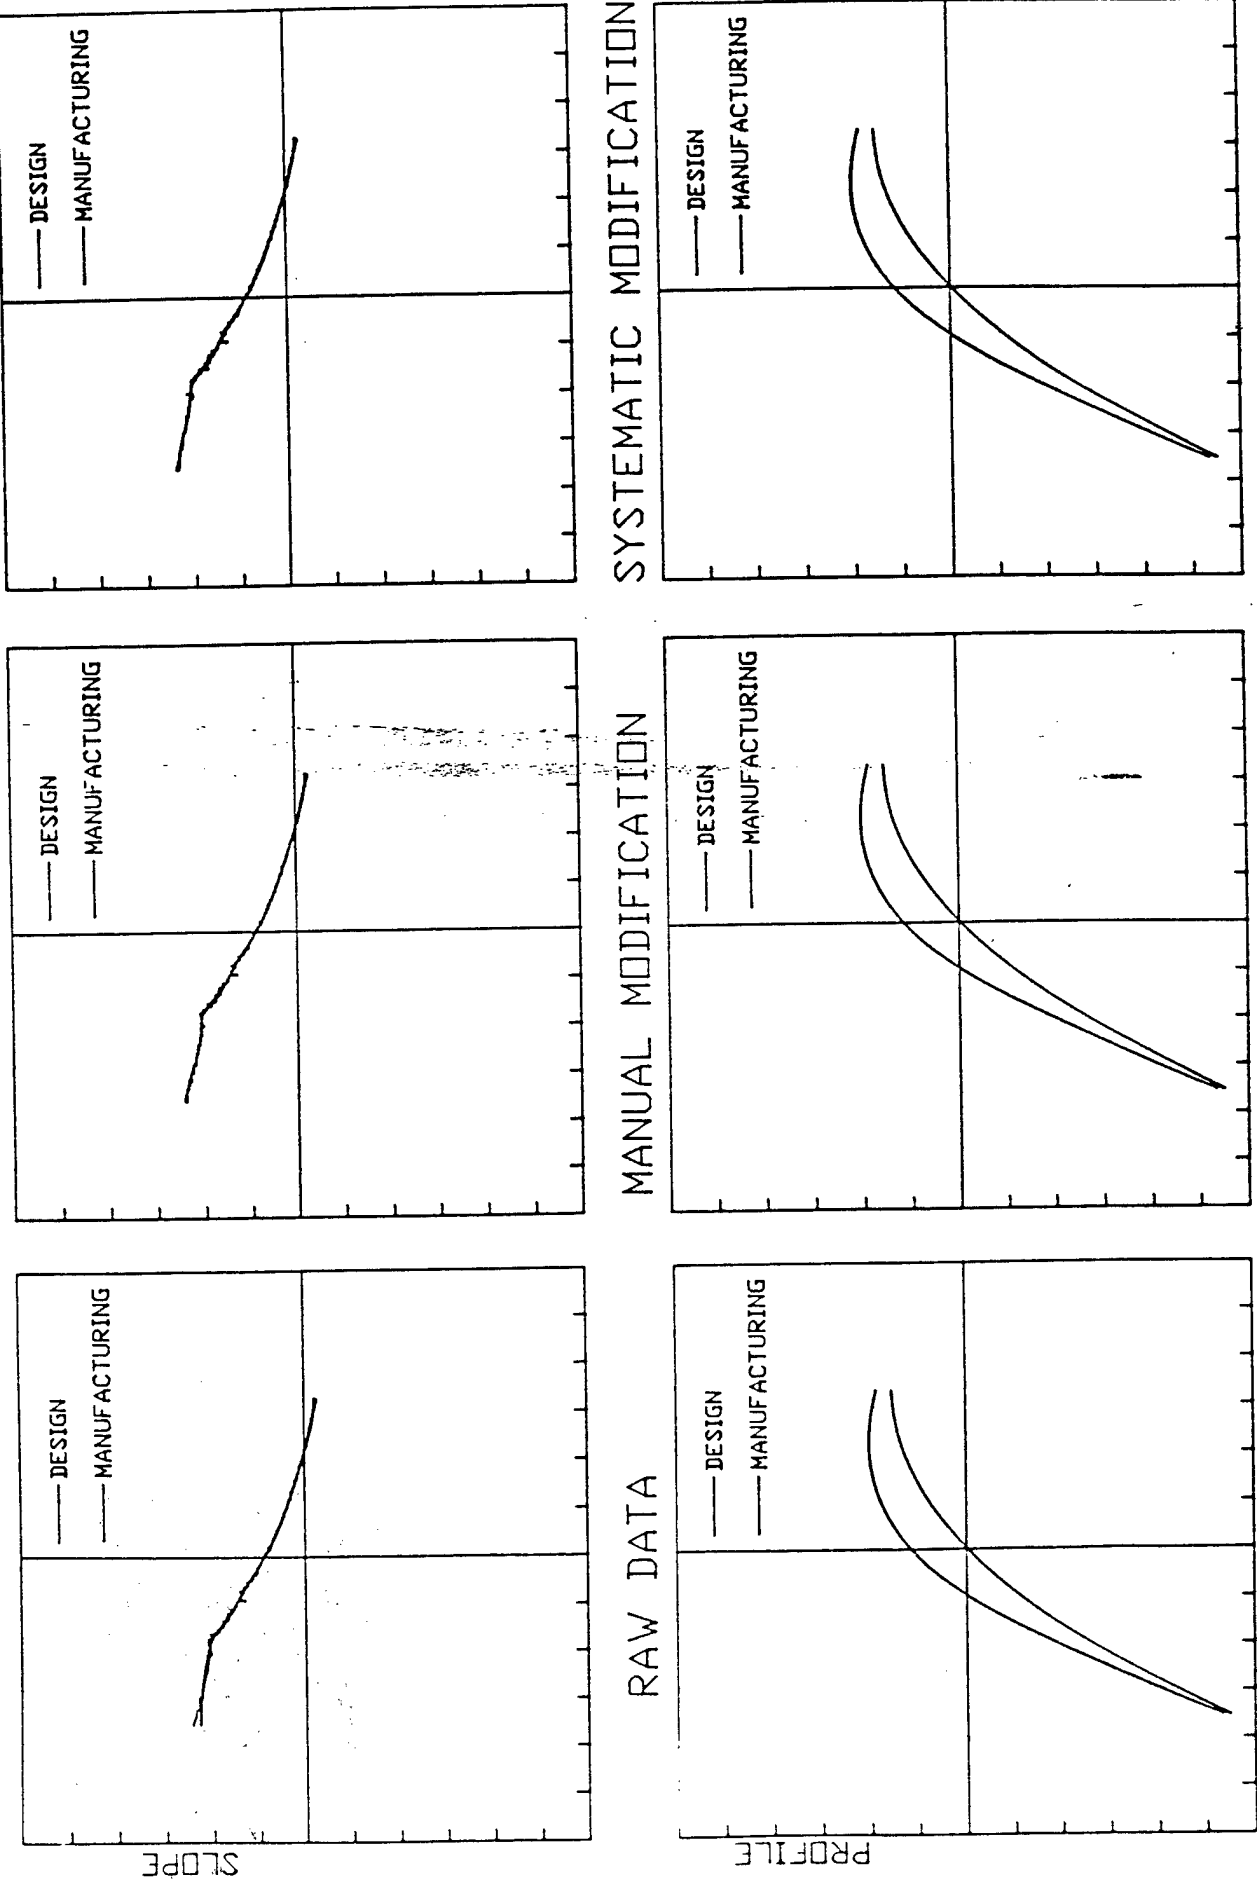 SLOPE
DESIGN
MANUFACTURING
DESIGN
MANUFACTURING
DESIGN
MANUFACTURING
RAW DATA
MANUAL MODIFICATION
SYSTEMATIC MODIFICATION
PROFILE
DESIGN
MANUFACTURING
DESIGN
MANUFACTURING
DESIGN
MANUFACTURING